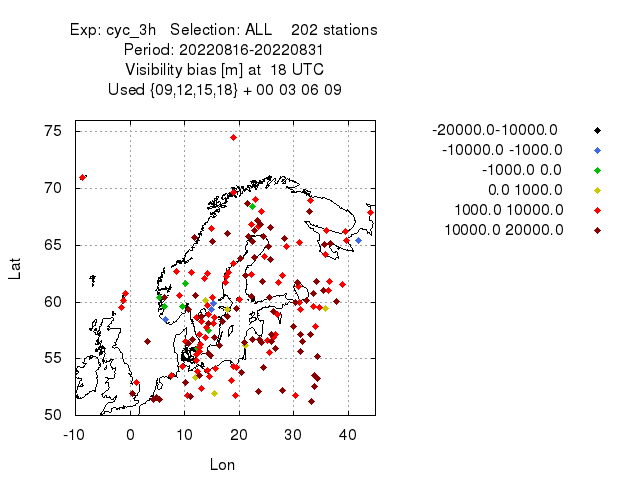 Exp: cyc_3h Selection: ALL 202 stations
Period: 20220816-20220831
Visibility bias [m] at 18 UTC
Used {09,12,15,18} + 00 03 06 09
-20000.0-10000.0
-10000.0 -1000.0
-1000.0 0.0
0.0 1000.0
1000.0 10000.0
10000.0 20000.0
75
70
65
60
55
50
Lat
-10 0 10 20 30 40
Lon